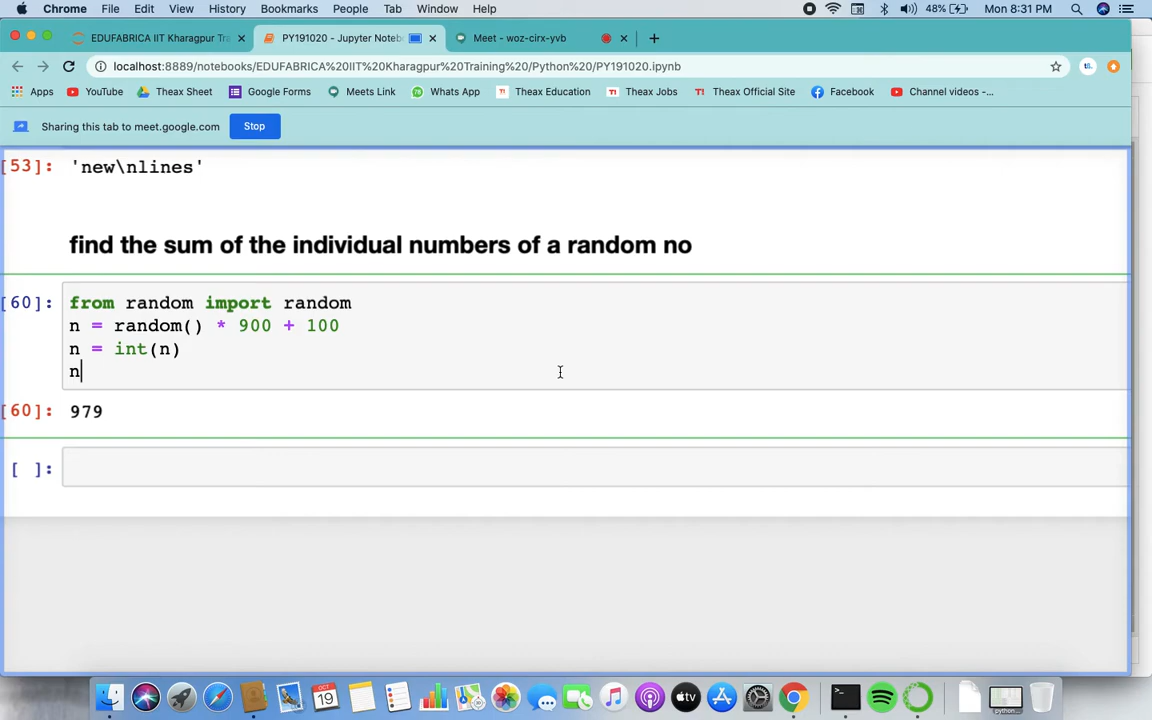 Chrome File Edit View History Bookmarks People Tab Window Help 48% Mon 8:31 PM
EDUFABRICA IIT Kharagpur Tra
PY191020 - Jupyter Notebo
Meet - woz-cirx-yvb
localhost:8889/notebooks/EDUFABRICA%20IIT%20Kharagpur%20Training%20/Python%20/PY191020.ipynb
Apps YouTube Theax Sheet Google Forms Meets Link Whats App Theax Education Theax Jobs Theax Official Site Facebook Channel videos -...
Sharing this tab to meet.google.com Stop
[53]: 'new\nlines'
find the sum of the individual numbers of a random no
[60]: from random import random
n = random() * 900 + 100
n = int(n)
n
[60]: 979
[ ]:
OCT
19
python...